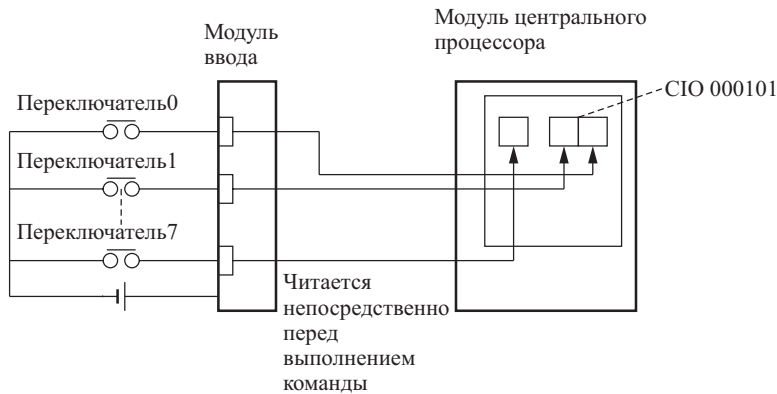 Модуль
ввода
Модуль центрального
процессора
CIO 000101
Переключатель0
Переключатель1
Переключатель7
Читается
непосредственно
перед
выполнением
команды